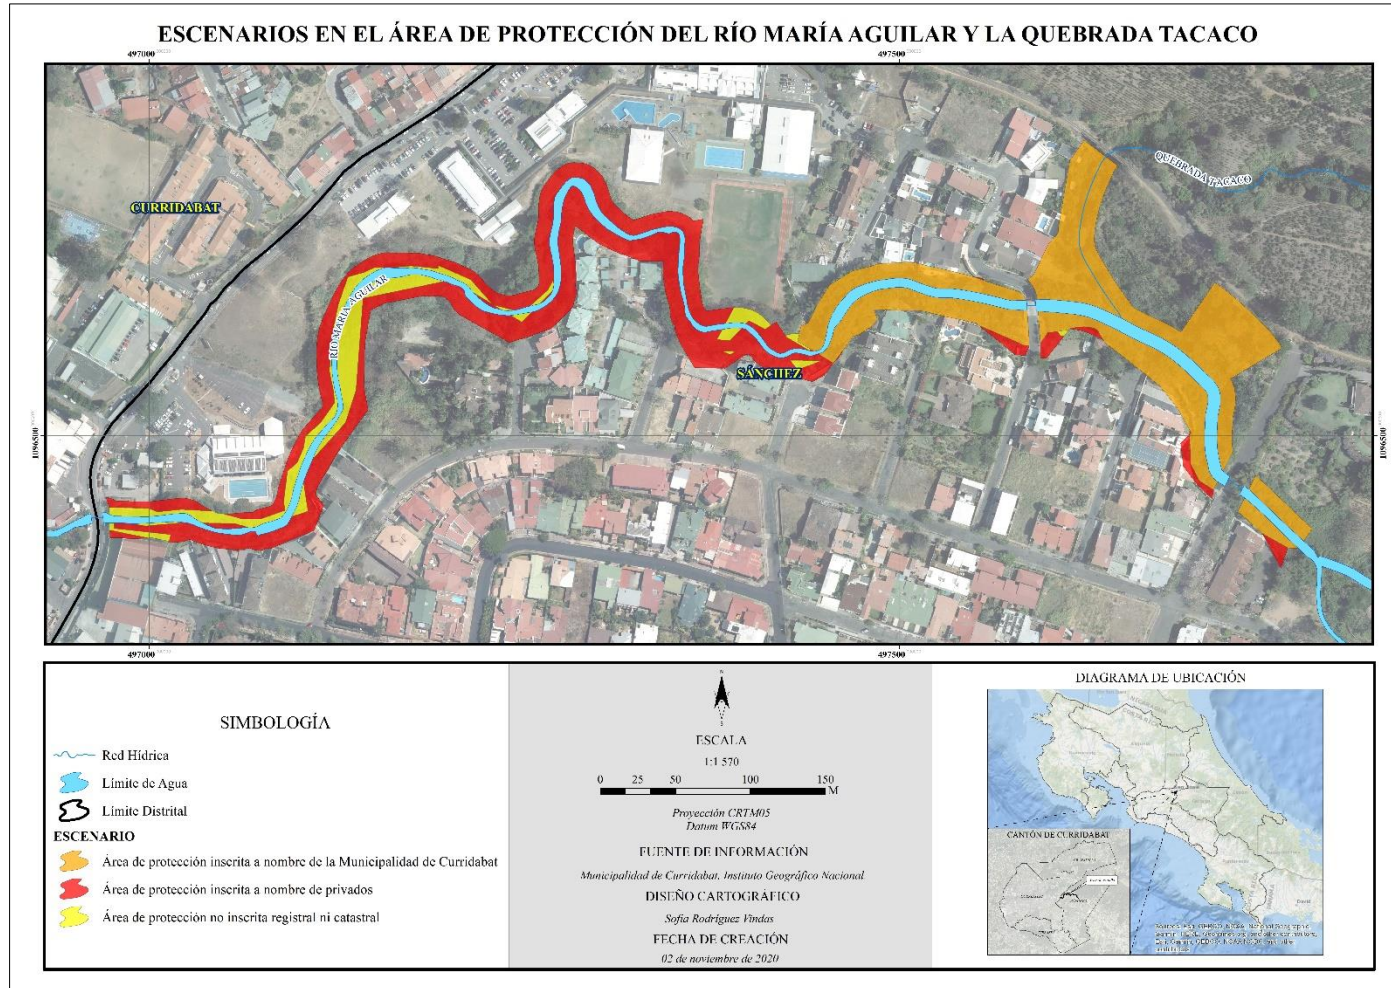 ESCENARIOS EN EL ÁREA DE PROTECCIÓN DEL RÍO MARÍA AGUILAR Y LA QUEBRADA TACACO
497000
497500
QUEBRADA TACACO
CURRIDABAT
RÍO MARÍA AGUILAR
SÁNCHEZ
1096500
1096500
497000
497500
SIMBOLOGÍA
Red Hídrica
Límite de Agua
Límite Distrital
ESCENARIO
Área de protección inscrita a nombre de la Municipalidad de Curridabat
Área de protección inscrita a nombre de privados
Área de protección no inscrita registral ni catastral
N
S
ESCALA
1:1 570
0 25 50 100 150
M
Proyección CRTM05
Datum WGS84
FUENTE DE INFORMACIÓN
Municipalidad de Curridabat, Instituto Geográfico Nacional
DISEÑO CARTOGRÁFICO
Sofía Rodríguez Vindas
FECHA DE CREACIÓN
02 de noviembre de 2020
DIAGRAMA DE UBICACIÓN
CANTÓN DE CURRIDABAT